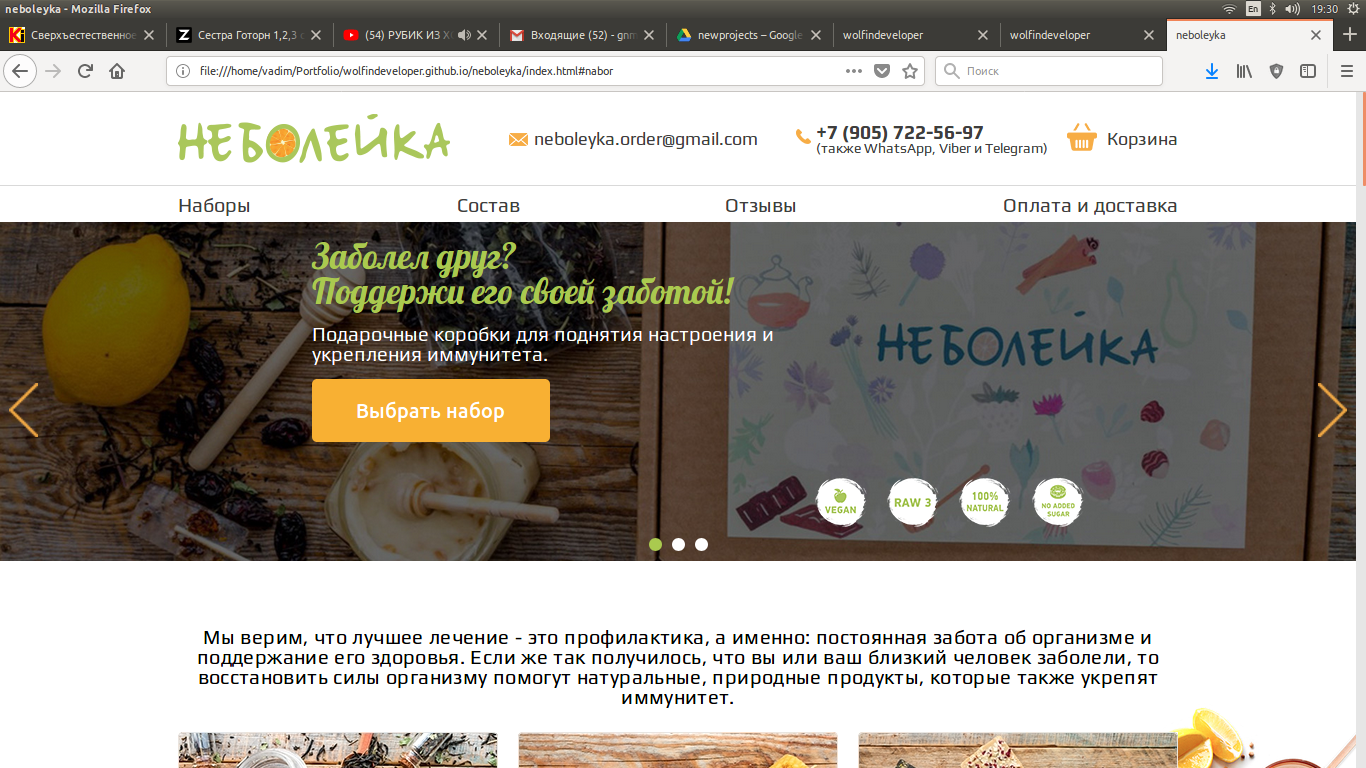 neboleyka - Mozilla Firefox
En
19:30
Сверхъестественное
Сестра Готорн 1,2,3 с
(54) РУБИК ИЗ ХО
Входящие (52) - gnm
newprojects – Google
wolfindeveloper
wolfindeveloper
neboleyka
file:///home/vadim/Portfolio/wolfindeveloper.github.io/neboleyka/index.html#nabor
Поиск
НЕБОЛЕЙКА
neboleyka.order@gmail.com
+7 (905) 722-56-97
(также WhatsApp, Viber и Telegram)
Корзина
Наборы
Состав
Отзывы
Оплата и доставка
Заболел друг?
Поддержи его своей заботой!
Подарочные коробки для поднятия настроения и
укрепления иммунитета.
Выбрать набор
НЕБОЛЕЙКА
VEGAN
RAW 3
100%
NATURAL
NO ADDED
SUGAR
Мы верим, что лучшее лечение - это профилактика, а именно: постоянная забота об организме и
поддержание его здоровья. Если же так получилось, что вы или ваш близкий человек заболели, то
восстановить силы организму помогут натуральные, природные продукты, которые также укрепят
иммунитет.